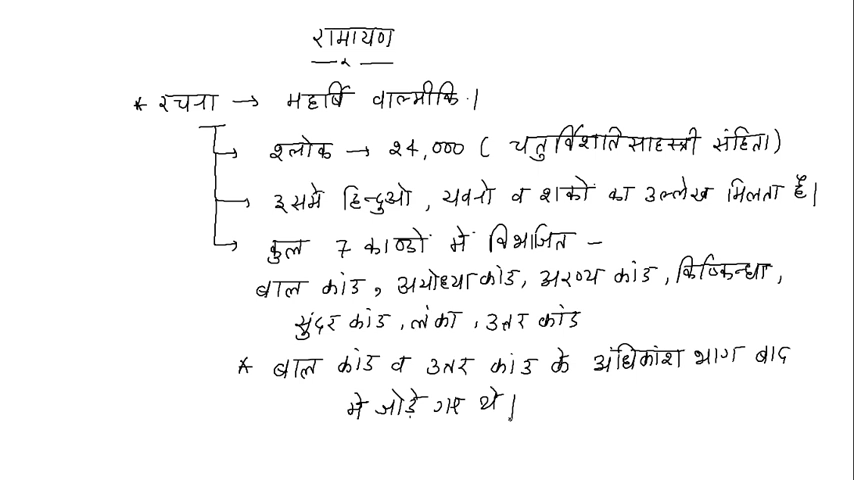 रामायण
* रचना → महर्षि वाल्मीकि ।
श्लोक → 24,000 ( चतुर्विंशति साहस्त्री संहिता )
इसमें हिन्दुओ , यवनो व शकों का उल्लेख मिलता है ।
कुल 7 काण्डों में विभाजित –
बाल कांड , अयोध्या कांड , अरण्य कांड , किष्किन्धा ,
सुंदर कांड , लंका , उत्तर कांड
* बाल कांड व उत्तर कांड के अधिकांश भाग बाद
मे जोड़े गए थे ।